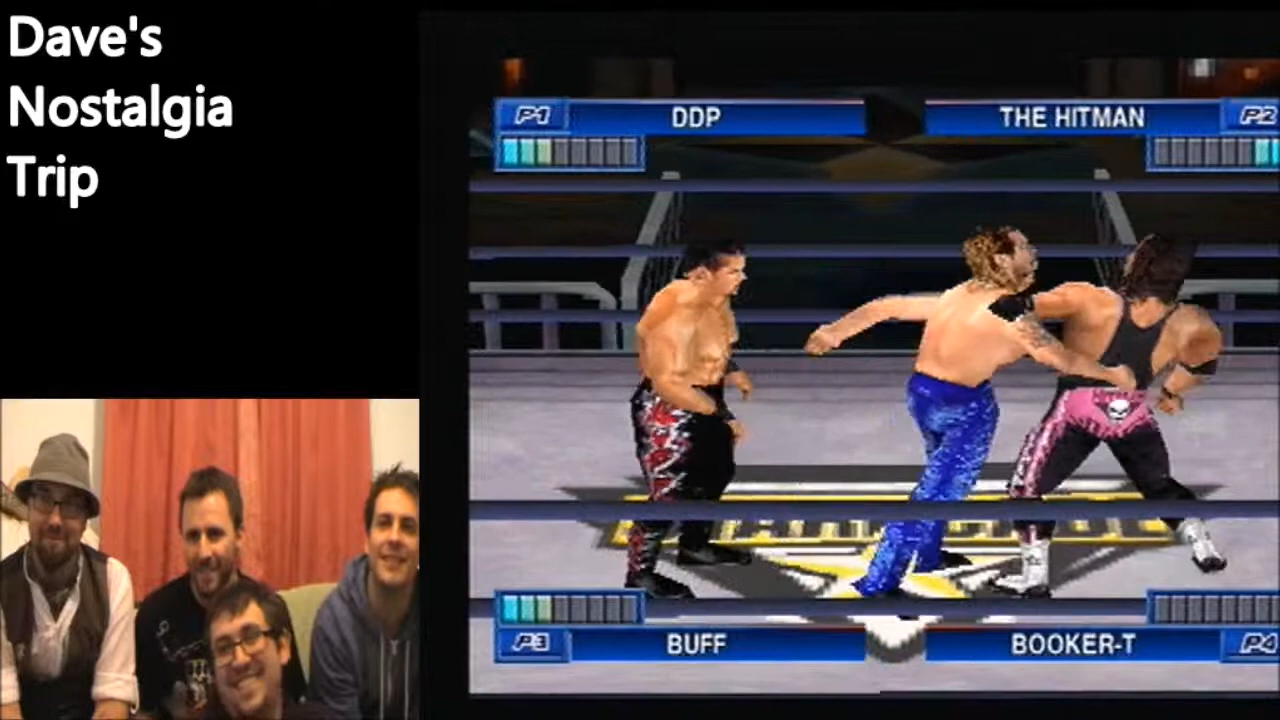 Dave's
Nostalgia
Trip
P1 DDP
THE HITMAN P2
P3 BUFF
BOOKER-T P4